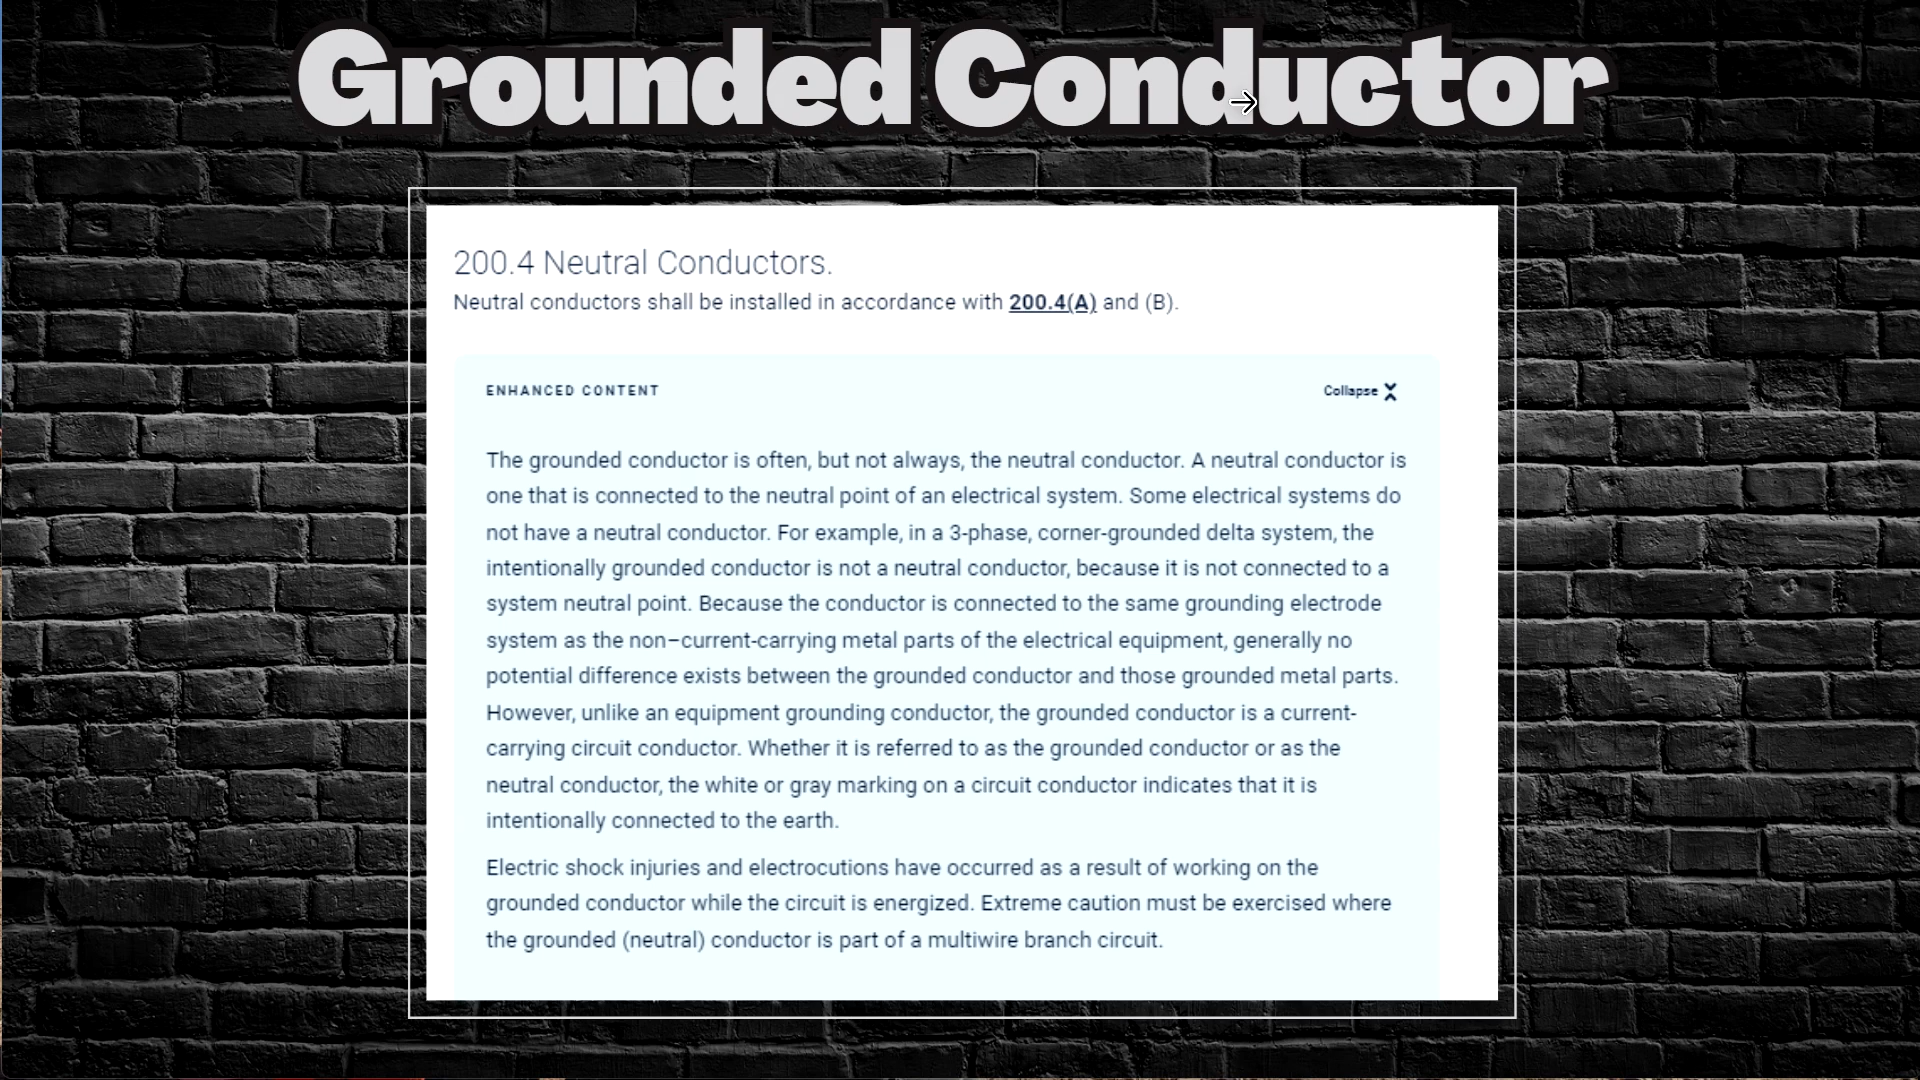 Grounded Conductor
200.4 Neutral Conductors.
Neutral conductors shall be installed in accordance with 200.4(A) and (B).
ENHANCED CONTENT
Collapse
The grounded conductor is often, but not always, the neutral conductor. A neutral conductor is
one that is connected to the neutral point of an electrical system. Some electrical systems do
not have a neutral conductor. For example, in a 3-phase, corner-grounded delta system, the
intentionally grounded conductor is not a neutral conductor, because it is not connected to a
system neutral point. Because the conductor is connected to the same grounding electrode
system as the non–current-carrying metal parts of the electrical equipment, generally no
potential difference exists between the grounded conductor and those grounded metal parts.
However, unlike an equipment grounding conductor, the grounded conductor is a current-
carrying circuit conductor. Whether it is referred to as the grounded conductor or as the
neutral conductor, the white or gray marking on a circuit conductor indicates that it is
intentionally connected to the earth.
Electric shock injuries and electrocutions have occurred as a result of working on the
grounded conductor while the circuit is energized. Extreme caution must be exercised where
the grounded (neutral) conductor is part of a multiwire branch circuit.